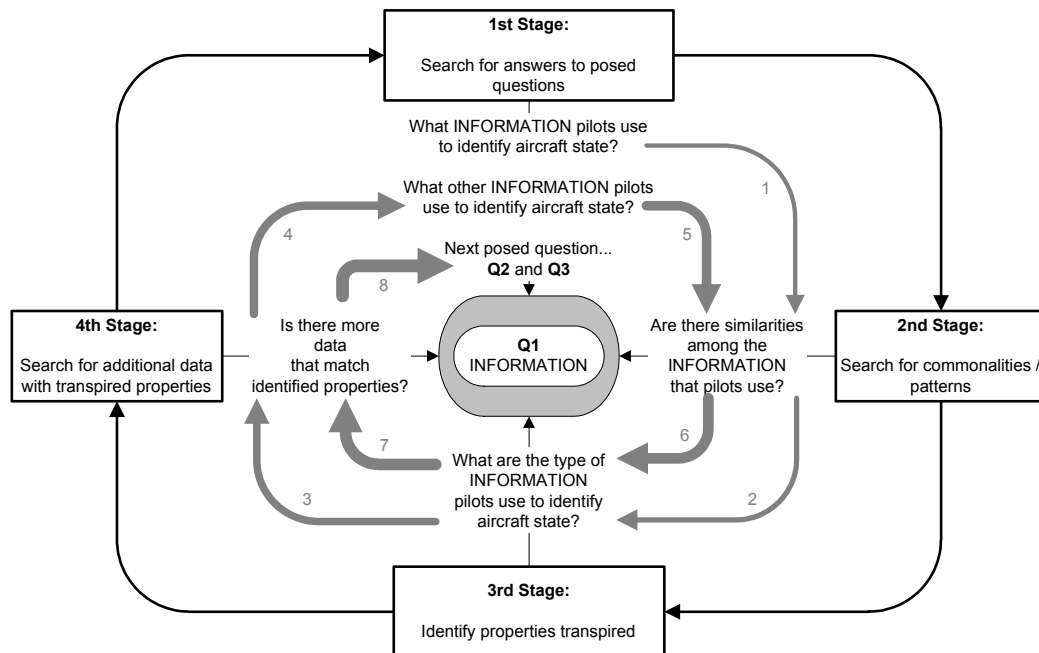 1st Stage:
Search for answers to posed
questions
What INFORMATION pilots use
to identify aircraft state?
1
What other INFORMATION pilots
use to identify aircraft state?
4
5
Next posed question...
Q2 and Q3
8
4th Stage:
Search for additional data
with transpired properties
Is there more
data
that match
identified properties?
Q1
INFORMATION
Are there similarities
among the
INFORMATION
that pilots use?
2nd Stage:
Search for commonalities /
patterns
7
6
What are the type of
INFORMATION
pilots use to identify
aircraft state?
3
2
3rd Stage:
Identify properties transpired